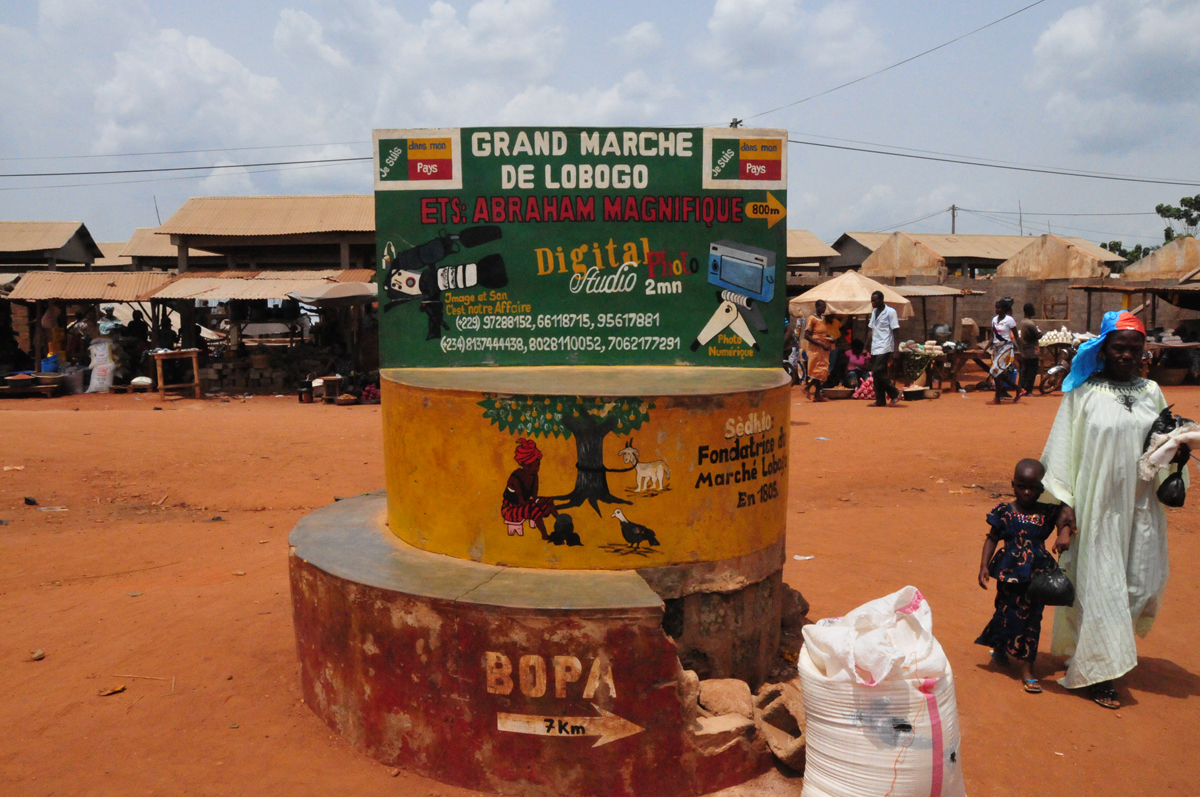 Je suis
dans mon
Pays
GRAND MARCHE
DE LOBOGO
Je suis
dans mon
Pays
ETS: ABRAHAM MAGNIFIQUE
800m
Digital Photo
Studio 2mn
Image et San
C'est notre Affaire
(+229) 97288152, 66118715, 95617881
(+234) 8137444438, 8028110052, 7062177291
Photo
Numérique
Sèdhio:
Fondatrice du
Marché Lobogo
En 1805
BOPA
7Km